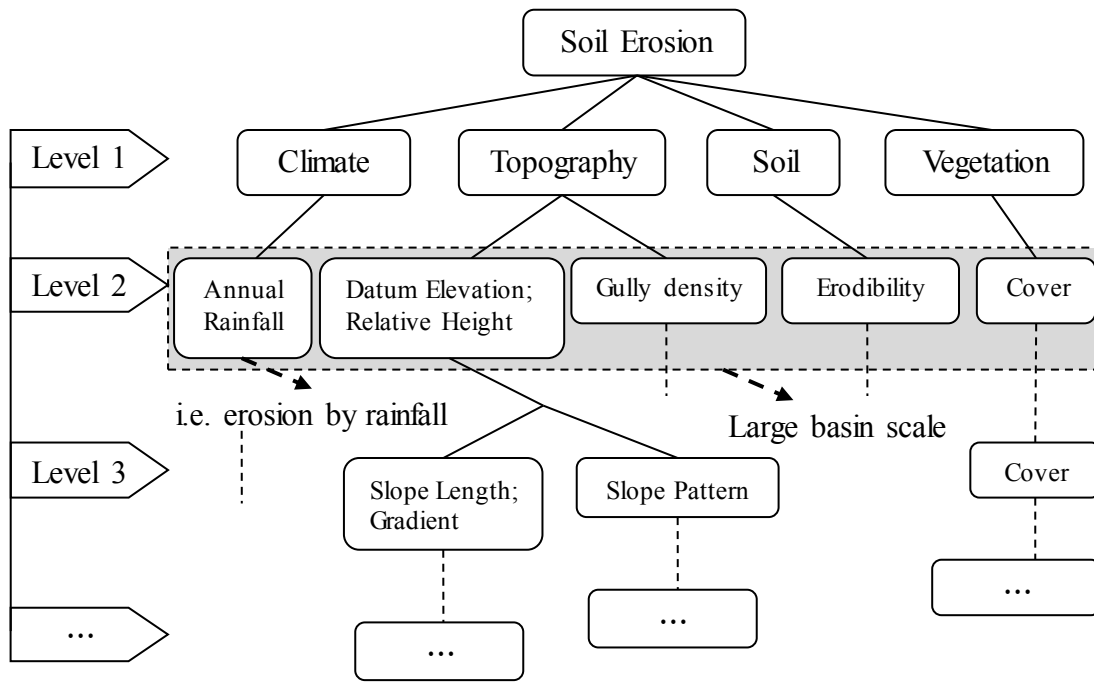 Soil Erosion
Level 1
Climate
Topography
Soil
Vegetation
Level 2
Annual
Rainfall
Datum Elevation;
Relative Height
Gully density
Erodibility
Cover
i.e. erosion by rainfall
Large basin scale
Level 3
Slope Length;
Gradient
Slope Pattern
Cover
...
...
...
...